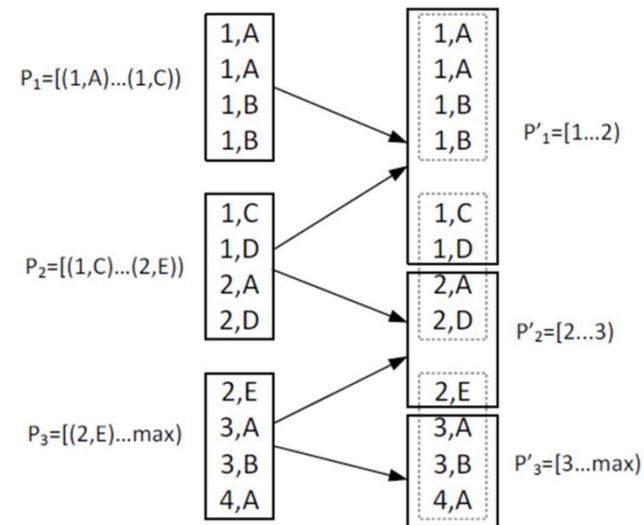 P₁=[(1,A)...(1,C))
1,A
1,A
1,B
1,B
1,A
1,A
1,B
1,B
P'₁=[1...2)
P₂=[(1,C)...(2,E))
1,C
1,D
2,A
2,D
1,C
1,D
2,A
2,D
P'₂=[2...3)
P₃=[(2,E)...max)
2,E
3,A
3,B
4,A
2,E
3,A
3,B
4,A
P'₃=[3...max)